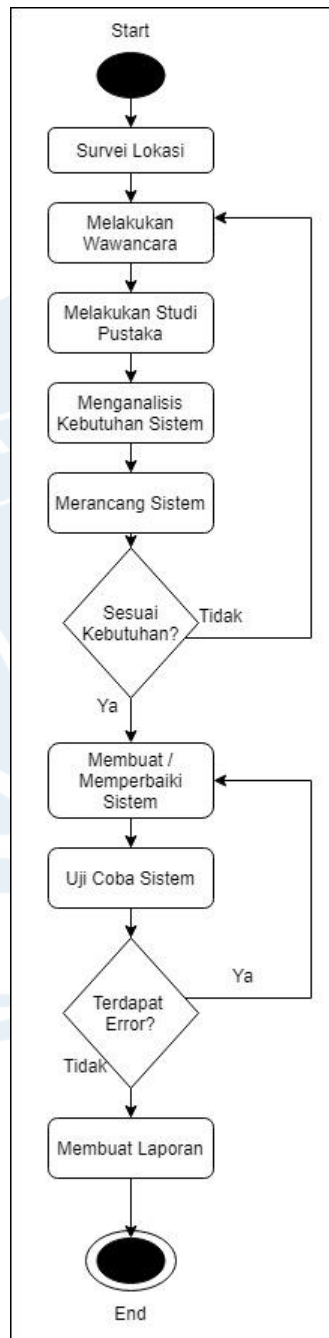 Start
Survei Lokasi
Melakukan
Wawancara
Melakukan Studi
Pustaka
Menganalisis
Kebutuhan Sistem
Merancang Sistem
Sesuai
Kebutuhan?
Tidak
Ya
Membuat /
Memperbaiki
Sistem
Uji Coba Sistem
Terdapat
Error?
Ya
Tidak
Membuat Laporan
End